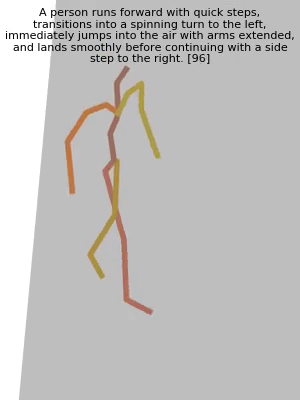 A person runs forward with quick steps,
transitions into a spinning turn to the left,
immediately jumps into the air with arms extended,
and lands smoothly before continuing with a side
step to the right. [96]